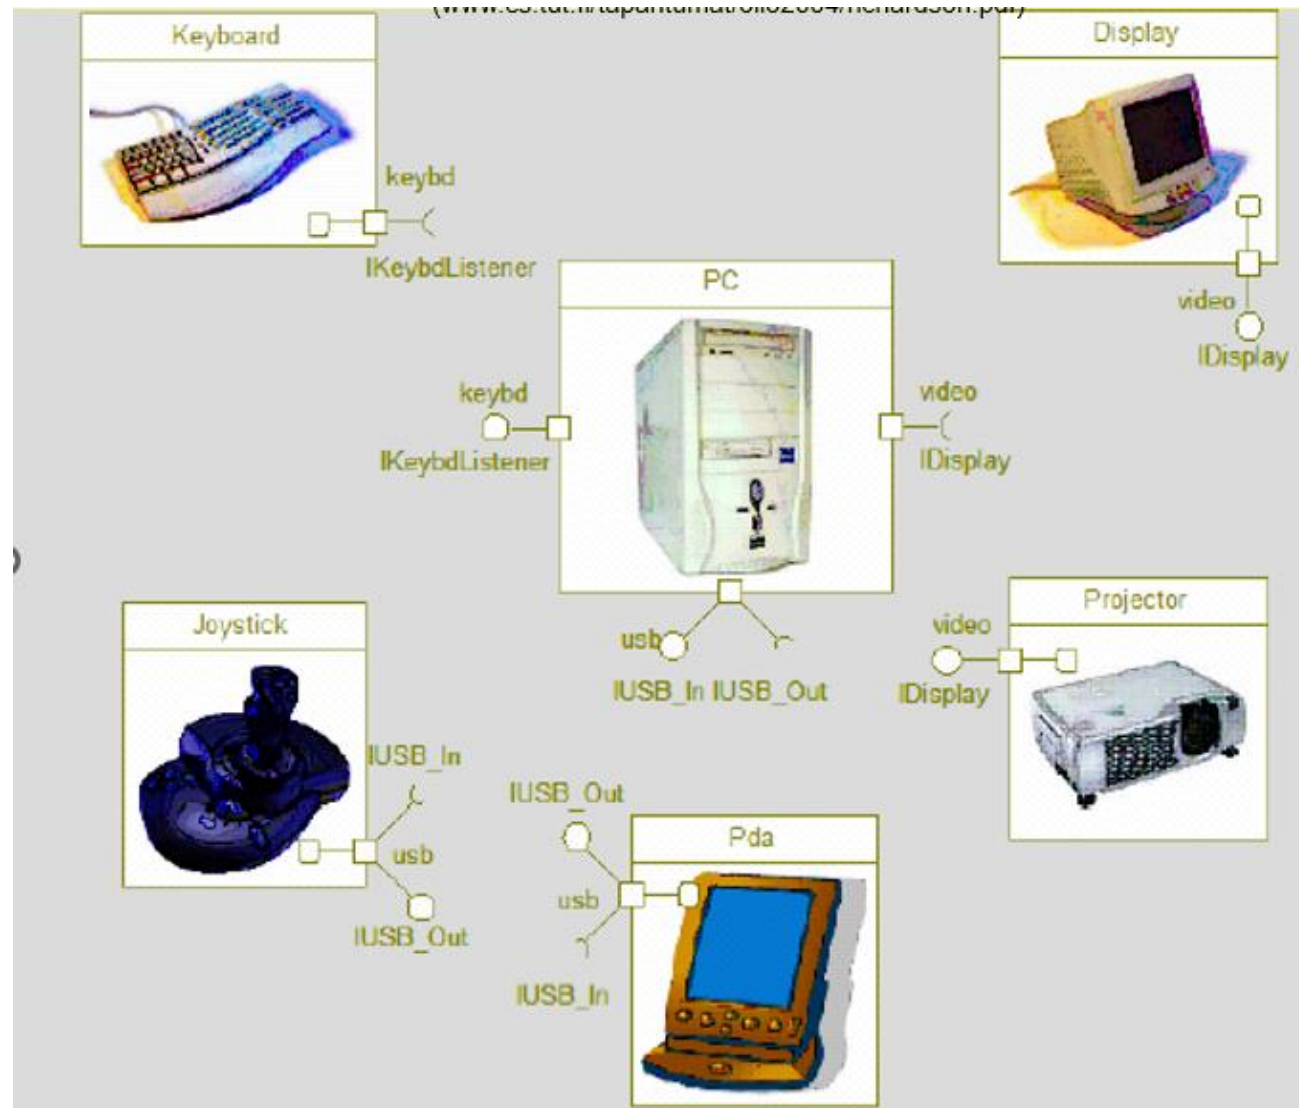 Keyboard
Display
keybd
IKeybdListener
PC
video
IDisplay
keybd
video
IKeybdListener
IDisplay
Projector
Joystick
video
usb
IUSB_In IUSB_Out
IDisplay
IUSB_In
IUSB_Out
Pda
usb
usb
IUSB_Out
IUSB_In